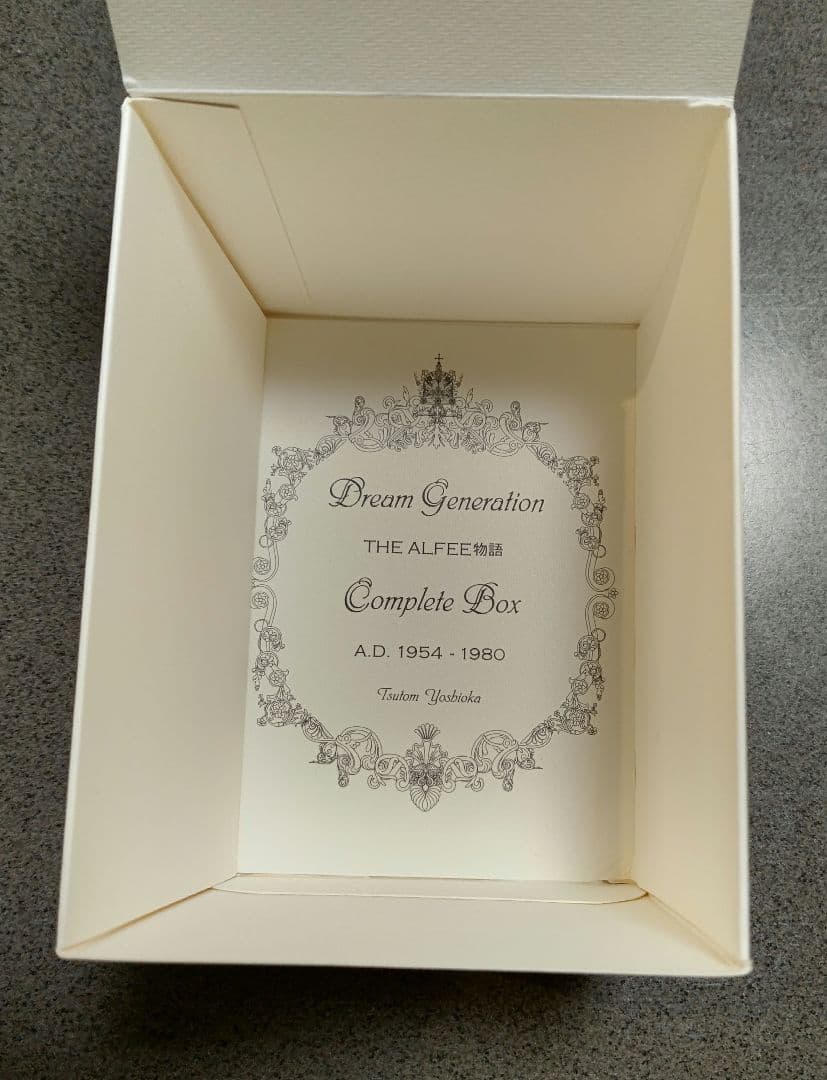 Dream Generation
THE ALFEE物語
Complete Box
A.D. 1954 - 1980
Tsutom Yoshioka